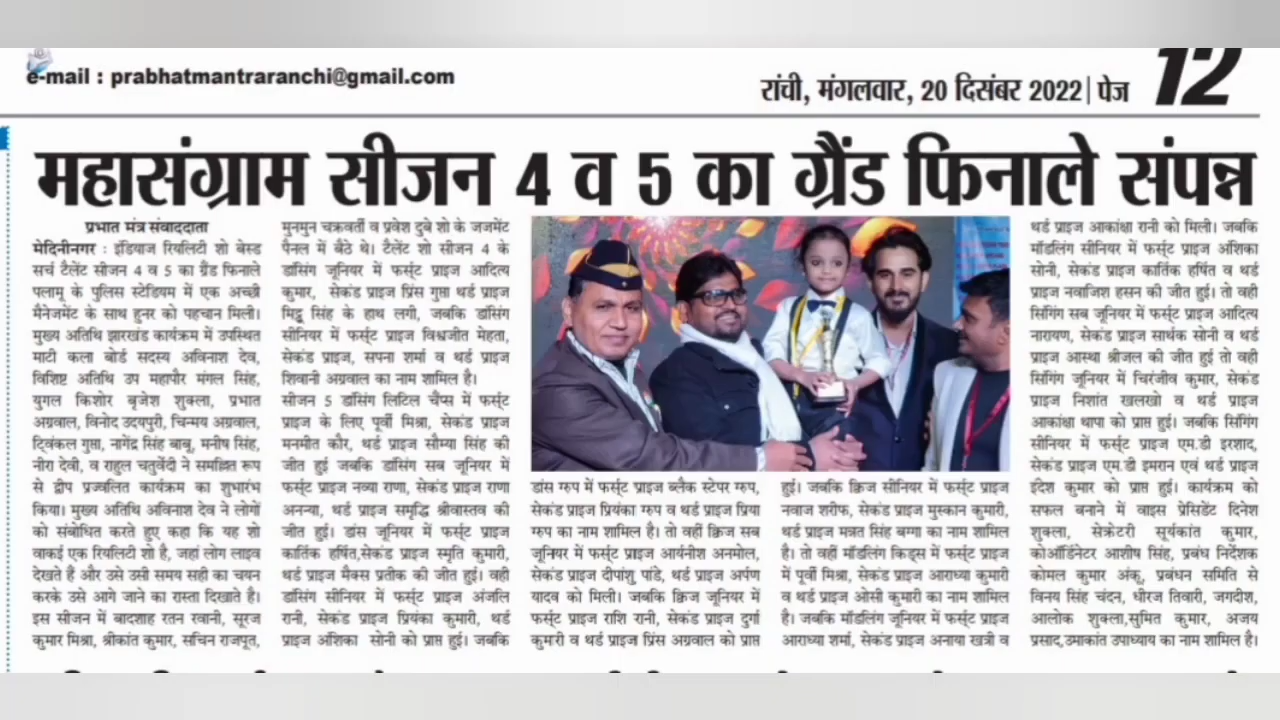 e-mail : prabhatmantraranchi@gmail.com
रांची, मंगलवार, 20 दिसंबर 2022| पेज 12
महासंग्राम सीजन 4 व 5 का ग्रैंड फिनाले संपन्न
प्रभात मंत्र संवाददाता
मेदिनीनगर : इंडियाज रियलिटी शो बेस्ड
सर्च टैलेंट सीजन 4 व 5 का ग्रैंड फिनाले
पलामू के पुलिस स्टेडियम में एक अच्छी
मैनेजमेंट के साथ हुनर को पहचान मिली।
मुख्य अतिथि झारखंड कार्यक्रम में उपस्थित
माटी कला बोर्ड सदस्य अविनाश देव,
विशिष्ट अतिथि उप महापौर मंगल सिंह,
युगल किशोर बृजेश शुक्ला, प्रभात
अग्रवाल, विनोद उदयपुरी, चिन्मय अग्रवाल,
ट्विंकल गुप्ता, नागेंद्र सिंह बाबू, मनीष सिंह,
नीरा देवी, व राहुल चतुर्वेदी ने समल्लित रूप
से द्वीप प्रज्वलित कार्यक्रम का शुभारंभ
किया। मुख्य अतिथि अविनाश देव ने लोगों
को संबोधित करते हुए कहा कि यह शो
वाकई एक रियलिटी शो है, जहां लोग लाइव
देखते है और उसे उसी समय सही का चयन
करके उसे आगे जाने का रास्ता दिखाते है।
इस सीजन में बादशाह रतन रवानी, सूरज
कुमार मिश्रा, श्रीकांत कुमार, सचिन राजपूत,
मुनमुन चक्रवर्ती व प्रवेश दुबे शो के जजमेंट
पैनल में बैठे थे। टैलेंट शो सीजन 4 के
डांसिंग जूनियर में फर्स्ट प्राइज आदित्य
कुमार, सेकंड प्राइज प्रिंस गुप्ता थर्ड प्राइज
मिट्ठू सिंह के हाथ लगी, जबकि डांसिंग
सीनियर में फर्स्ट प्राइज विश्वजीत मेहता,
सेकंड प्राइज, सपना शर्मा व थर्ड प्राइज
शिवानी अग्रवाल का नाम शामिल है।
सीजन 5 डांसिंग लिटिल चैंप्स में फर्स्ट
प्राइज के लिए पूर्वी मिश्रा, सेकंड प्राइज
मनमीत कौर, थर्ड प्राइज सौम्या सिंह की
जीत हुई जबकि डांसिंग सब जूनियर में
फर्स्ट प्राइज नव्या राणा, सेकंड प्राइज राणा
अनन्या, थर्ड प्राइज समृद्धि श्रीवास्तव की
जीत हुई। डांस जूनियर में फर्स्ट प्राइज
कार्तिक हर्षित,सेकंड प्राइज स्मृति कुमारी,
थर्ड प्राइज मैक्स प्रतीक की जीत हुई। वही
डांसिंग सीनियर में फर्स्ट प्राइज अंजलि
रानी, सेकंड प्राइज प्रियंका कुमारी, थर्ड
प्राइज अंशिका सोनी को प्राप्त हुई। जबकि
डांस ग्रुप में फर्स्ट प्राइज ब्लैक स्टेपर ग्रुप,
सेकंड प्राइज प्रियंका ग्रुप व थर्ड प्राइज प्रिया
ग्रुप का नाम शामिल है। तो वहीं क्रिज सब
जूनियर में फर्स्ट प्राइज आर्यनीश अनमोल,
सेकंड प्राइज दीपांशु पांडे, थर्ड प्राइज अर्पण
यादव को मिली। जबकि क्रिज जूनियर में
फर्स्ट प्राइज राशि रानी, सेकंड प्राइज दुर्गा
कुमारी व थर्ड प्राइज प्रिंस अग्रवाल को प्राप्त
हुई। जबकि क्रिज सीनियर में फर्स्ट प्राइज
नवाज शरीफ, सेकंड प्राइज मुस्कान कुमारी,
थर्ड प्राइज मन्नत सिंह बग्गा का नाम शामिल
है। तो वहीं मॉडलिंग किड्स में फर्स्ट प्राइज
में पूर्वी मिश्रा, सेकंड प्राइज आराध्या कुमारी
व थर्ड प्राइज ओसी कुमारी का नाम शामिल
है। जबकि मॉडलिंग जूनियर में फर्स्ट प्राइज
आराध्या शर्मा, सेकंड प्राइज अनाया खत्री व
थर्ड प्राइज आकांक्षा रानी को मिली। जबकि
मॉडलिंग सीनियर में फर्स्ट प्राइज अंशिका
सोनी, सेकंड प्राइज कार्तिक हर्षित व थर्ड
प्राइज नवाजिश हसन की जीत हुई। तो वही
सिंगिंग सब जूनियर में फर्स्ट प्राइज आदित्य
नारायण, सेकंड प्राइज सार्थक सोनी व थर्ड
प्राइज आस्था श्रीजल की जीत हुई तो वही
सिंगिंग जूनियर में चिरंजीव कुमार, सेकंड
प्राइज निशांत खलखो व थर्ड प्राइज
आकांक्षा थापा को प्राप्त हुई। जबकि सिंगिंग
सीनियर में फर्स्ट प्राइज एम.डी इरशाद,
सेकंड प्राइज एम.डी इमरान एवं थर्ड प्राइज
इंदेश कुमार को प्राप्त हुई। कार्यक्रम को
सफल बनाने में वाइस प्रेसिडेंट दिनेश
शुक्ला, सेक्रेटरी सूर्यकांत कुमार,
कोऑर्डिनेटर आशीष सिंह, प्रबंध निर्देशक
कोमल कुमार अंकू, प्रबंधन समिति से
विनय सिंह चंदन, धीरज तिवारी, जगदीश,
आलोक शुक्ला,सुमित कुमार, अजय
प्रसाद,उमाकांत उपाध्याय का नाम शामिल है।